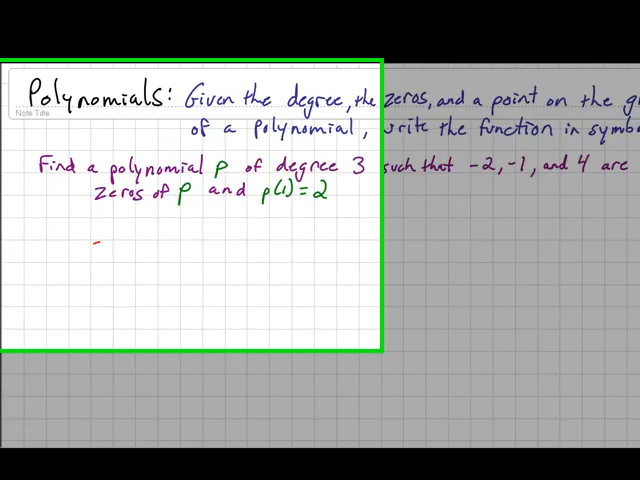 Polynomials: Given the degree, the zeros, and a point on the
Note Title
of a polynomial, write the function in
Find a polynomial p of degree 3 such that -2, -1, and 4 are
zeros of p and p(1) = 2